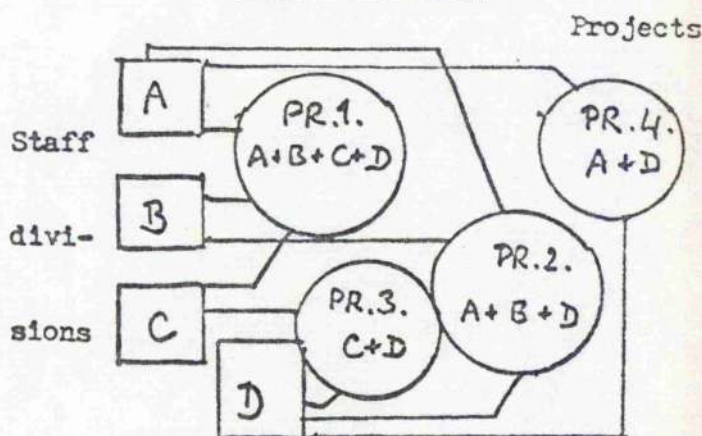 Projects
A
PR.1.
A+B+C+D
PR.4.
A+D
Staff
B
divi-
PR.2.
A+B+D
PR.3.
C+D
C
sions
D